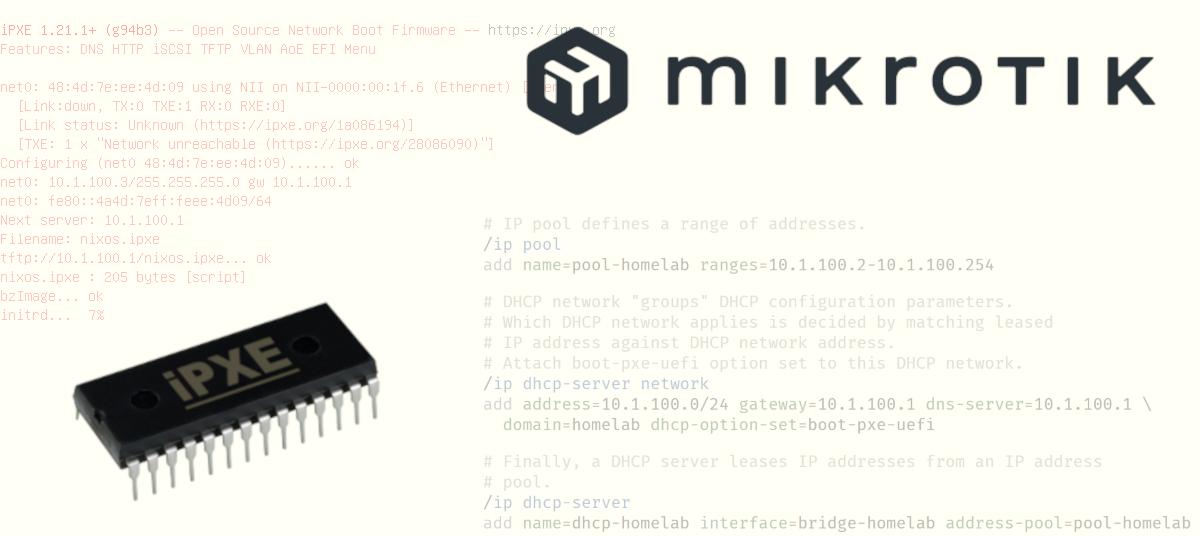 iPXE 1.21.1+ (g94b3) -- Open Source Network Boot Firmware -- https://ipxe.org
Features: DNS HTTP iSCSI TFTP VLAN AoE EFI Menu
net0: 48:4d:7e:ee:4d:09 using NII on NII-0000:00:1f.6 (Ethernet)
[Link:down, TX:0 TXE:1 RX:0 RXE:0]
[Link status: Unknown (https://ipxe.org/1a086194)]
[TXE: 1 x "Network unreachable (https://ipxe.org/28086090)"]
Configuring (net0 48:4d:7e:ee:4d:09)...... ok
net0: 10.1.100.3/255.255.255.0 gw 10.1.100.1
net0: fe80::4a4d:7eff:feee:4d09/64
Next server: 10.1.100.1
Filename: nixos.ipxe
tftp://10.1.100.1/nixos.ipxe... ok
nixos.ipxe : 205 bytes [script]
bzImage... ok
initrd... 7%
iPXE
mikrotik
# IP pool defines a range of addresses.
/ip pool
add name=pool-homelab ranges=10.1.100.2-10.1.100.254
# DHCP network "groups" DHCP configuration parameters.
# Which DHCP network applies is decided by matching leased
# IP address against DHCP network address.
# Attach boot-pxe-uefi option set to this DHCP network.
/ip dhcp-server network
add address=10.1.100.0/24 gateway=10.1.100.1 dns-server=10.1.100.1 \
domain=homelab dhcp-option-set=boot-pxe-uefi
# Finally, a DHCP server leases IP addresses from an IP address
# pool.
/ip dhcp-server
add name=dhcp-homelab interface=bridge-homelab address-pool=pool-homelab